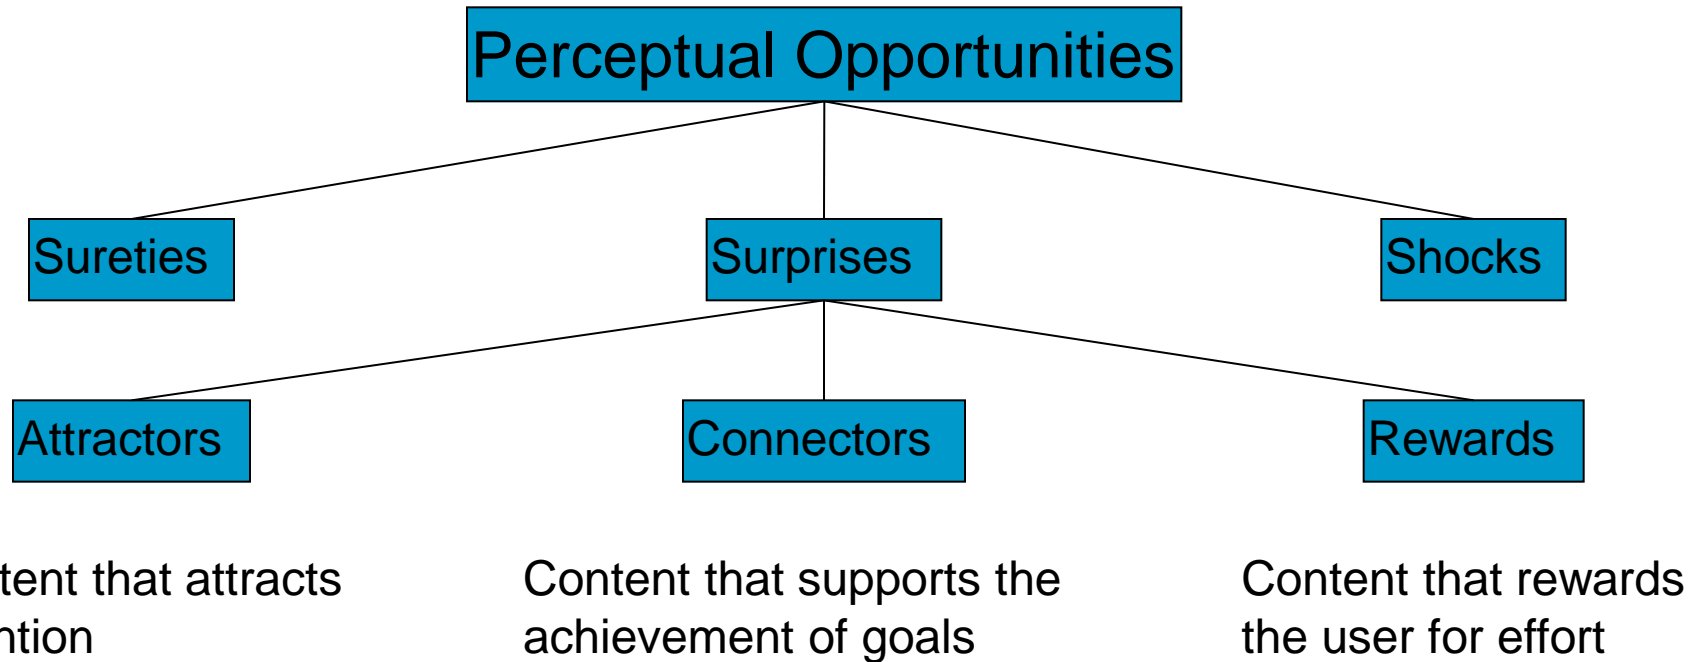 Perceptual Opportunities
Sureties
Surprises
Shocks
Attractors
Connectors
Rewards
tent that attracts
ntion
Content that supports the
achievement of goals
Content that rewards
the user for effort